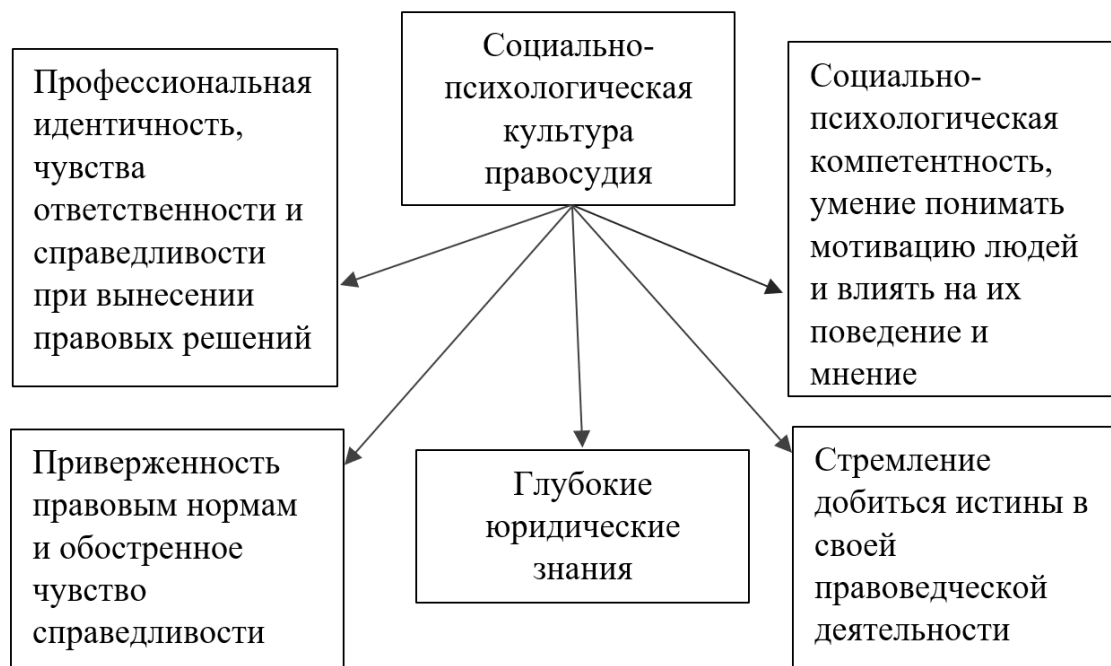 Социально-
психологическая
культура
правосудия
Профессиональная
идентичность,
чувства
ответственности и
справедливости
при вынесении
правовых решений
Социально-
психологическая
компетентность,
умение понимать
мотивацию людей
и влиять на их
поведение и
мнение
Приверженность
правовым нормам
и обостренное
чувство
справедливости
Глубокие
юридические
знания
Стремление
добиться истины в
своей
правоведческой
деятельности